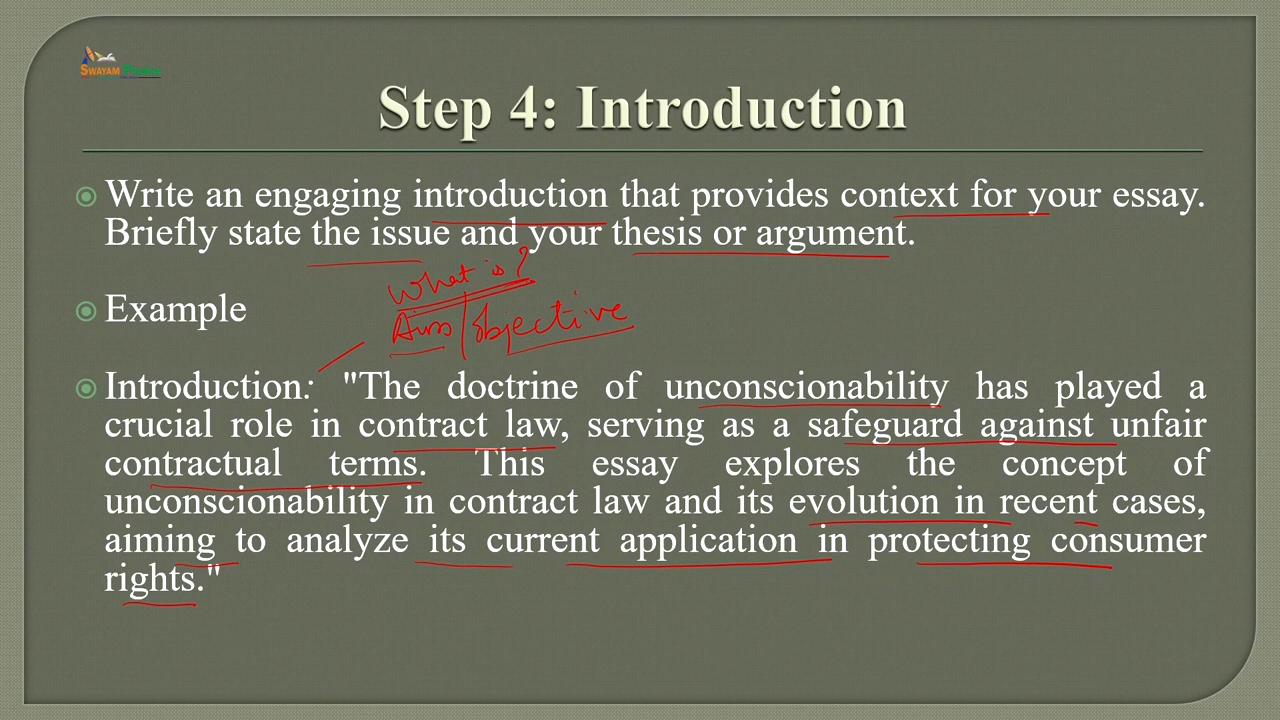 SWAYAM Prabha
Step 4: Introduction
Write an engaging introduction that provides context for your essay.
Briefly state the issue and your thesis or argument.
What is?
Example
Aims/objective
Introduction: "The doctrine of unconscionability has played a
crucial role in contract law, serving as a safeguard against unfair
contractual terms. This essay explores the concept of
unconscionability in contract law and its evolution in recent cases,
aiming to analyze its current application in protecting consumer
rights."